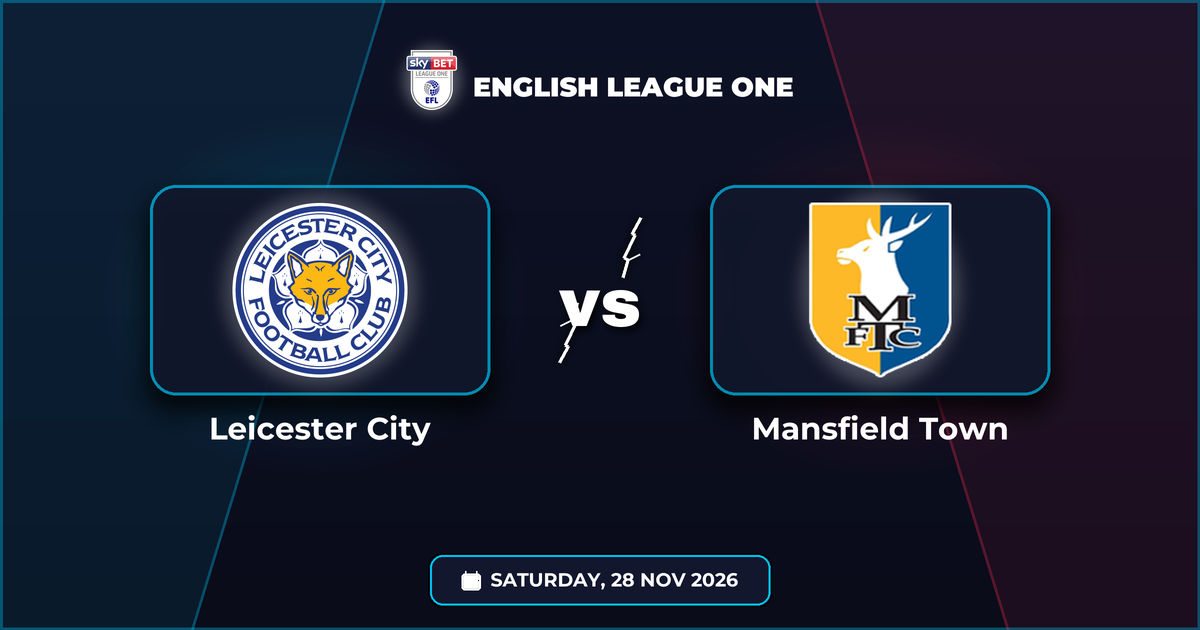 sky BET
LEAGUE ONE
EFL
ENGLISH LEAGUE ONE
LEICESTER CITY
FOOTBALL CLUB
VS
M
FTC
Leicester City
Mansfield Town
SATURDAY, 28 NOV 2026